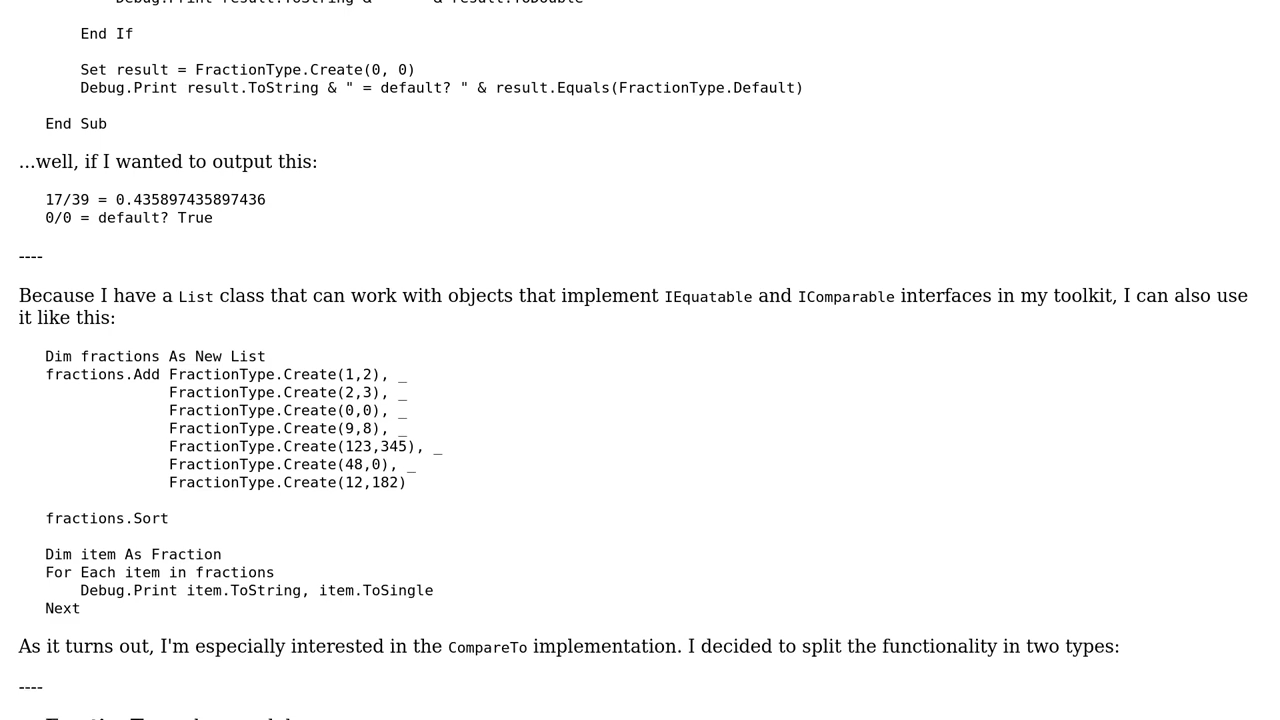 Debug.Print result.ToString & " = " & result.ToDouble
End If
Set result = FractionType.Create(0, 0)
Debug.Print result.ToString & " = default? " & result.Equals(FractionType.Default)
End Sub
...well, if I wanted to output this:
17/39 = 0.435897435897436
0/0 = default? True
----
Because I have a List class that can work with objects that implement IEquatable and IComparable interfaces in my toolkit, I can also use
it like this:
Dim fractions As New List
fractions.Add FractionType.Create(1,2), _
FractionType.Create(2,3), _
FractionType.Create(0,0), _
FractionType.Create(9,8), _
FractionType.Create(123,345), _
FractionType.Create(48,0), _
FractionType.Create(12,182)
fractions.Sort
Dim item As Fraction
For Each item in fractions
Debug.Print item.ToString, item.ToSingle
Next
As it turns out, I'm especially interested in the CompareTo implementation. I decided to split the functionality in two types:
----